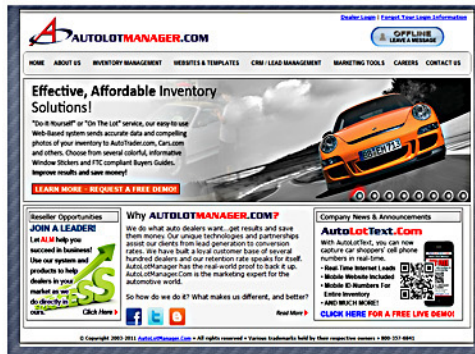 Dealer Login | Forgot Your Login Information
AUTOLOTMANAGER.COM
OFFLINE
LEAVE A MESSAGE
HOME ABOUT US INVENTORY MANAGEMENT WEBSITES & TEMPLATES CRM / LEAD MANAGEMENT MARKETING TOOLS CAREERS CONTACT US
Effective, Affordable Inventory
Solutions!
"Do-It-Yourself" or "On The Lot" service, our easy to use
Web-Based system sends accurate data and compelling
photos of your inventory to AutoTrader.com, Cars.com
and others. Choose from several colorful, informative
Window Stickers and FTC compliant Buyers Guides.
Improve results and save money!
LEARN MORE - REQUEST A FREE DEMO!
Reseller Opportunities
JOIN A LEADER!
Let ALM help you
succeed in business!
Use our system and
products to help
dealers in your
market as we
do directly in
ours.
Click Here
Why AUTOLOTMANAGER.COM?
We do what auto dealers want...get results and save
them money. Our unique technologies and partnerships
assist our clients from lead generation to conversion
rates. We have built a loyal customer base of several
hundred dealers and our retention rate speaks for itself.
AutoLotManager has the real-world proof to back it up.
AutoLotManager.Com is the marketing expert for the
automotive world.
So how do we do it? What makes us different, and better?
Read More
Company News & Announcements
AutoLotText.Com
With AutoLotText, you can now
capture car shoppers' cell phone
numbers in real-time.
• Real-Time Internet Leads
• Mobile Website Included
• Mobile ID-Numbers For
Entire Inventory
• AND MUCH MORE!
CLICK HERE FOR A FREE LIVE DEMO!
© Copyright 2003-2011 AutoLotManager.Com • All rights reserved • Various trademarks held by their respective owners • 800-357-8841